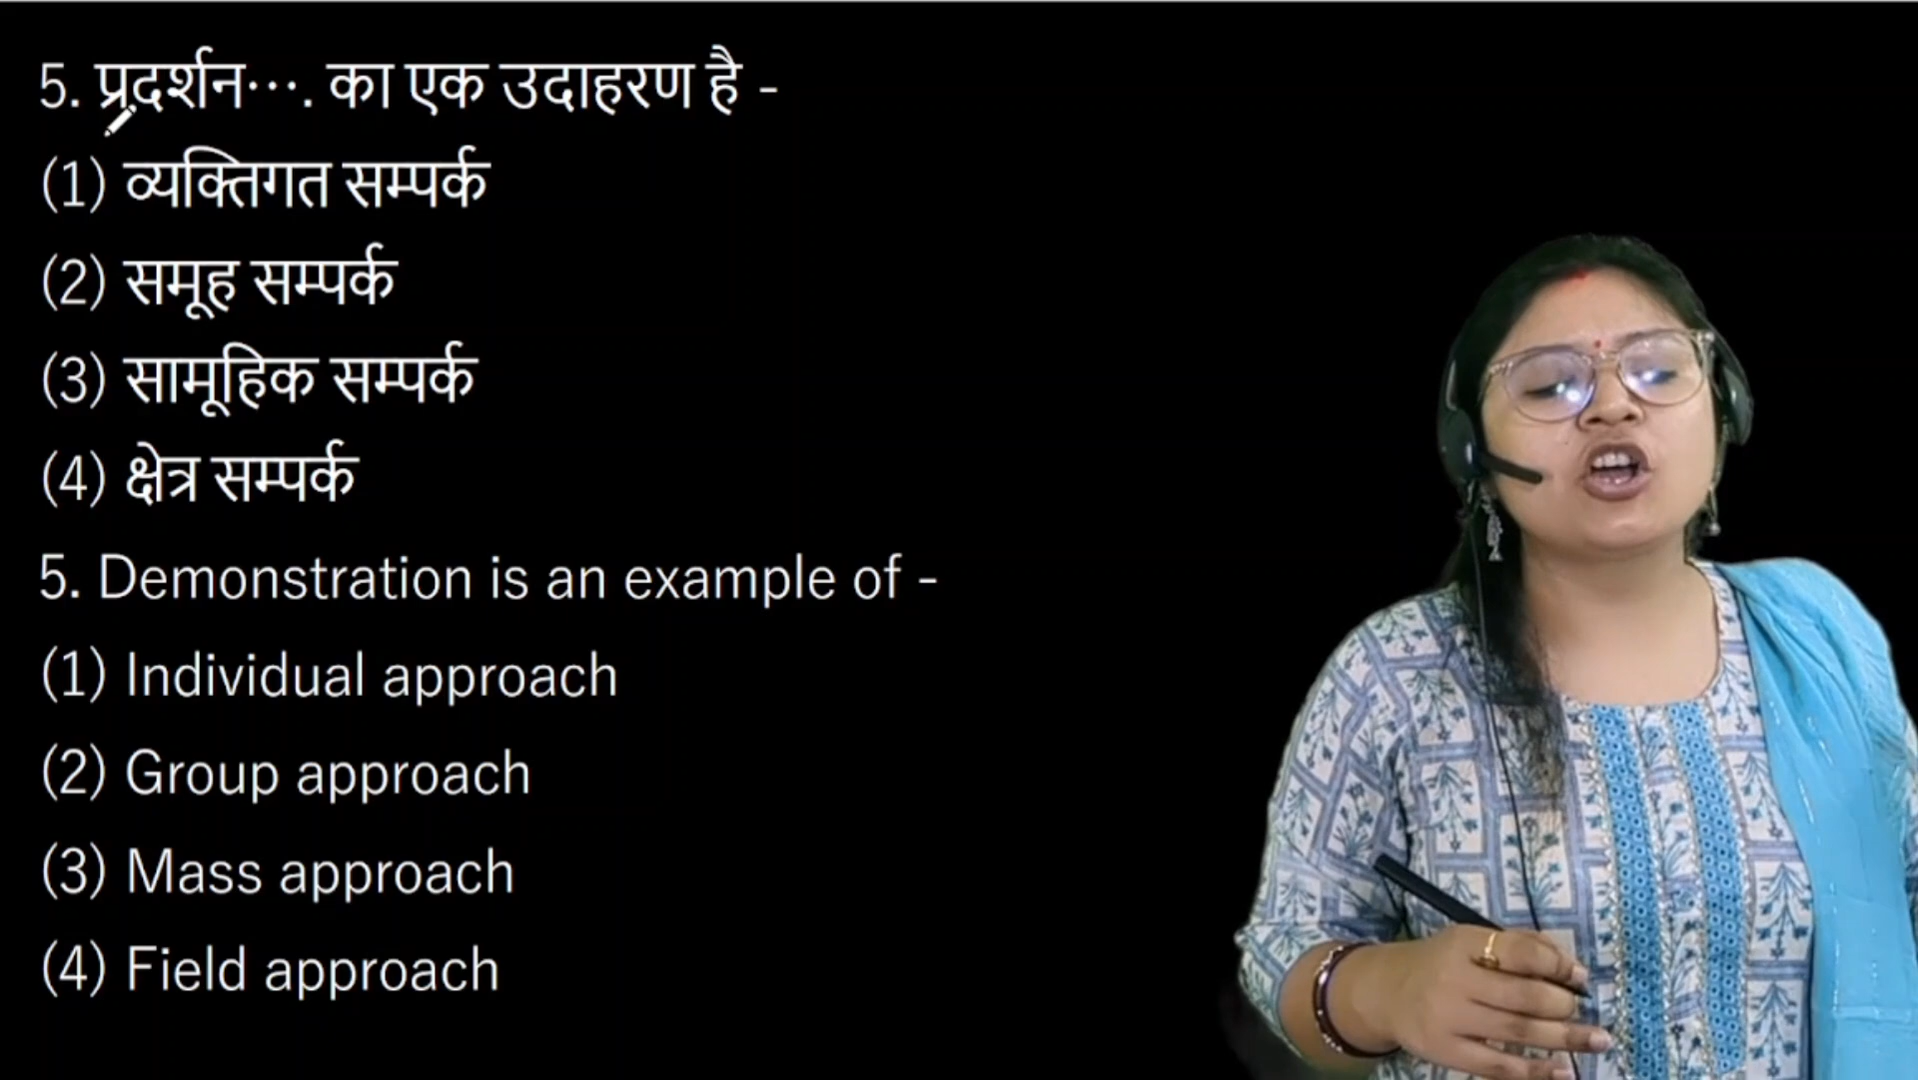 5. प्रदर्शन…. का एक उदाहरण है -
(1) व्यक्तिगत सम्पर्क
(2) समूह सम्पर्क
(3) सामूहिक सम्पर्क
(4) क्षेत्र सम्पर्क
5. Demonstration is an example of -
(1) Individual approach
(2) Group approach
(3) Mass approach
(4) Field approach